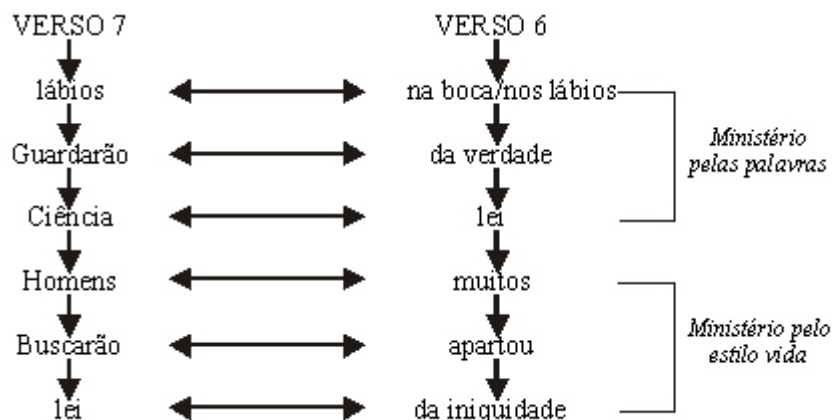 VERSO 7
VERSO 6
lábios
na boca/nos lábios
Guardarão
da verdade
Ciência
lei
Homens
muitos
Buscarão
apartou
lei
da iniquidade
Ministério
pelas palavras
Ministério pelo
estilo vida